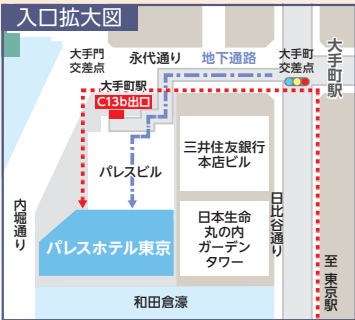 入口拡大図
大手門
交差点
永代通り
地下通路
大手町
交差点
大手町駅
大手町駅
C13b出口
三井住友銀行
本店ビル
パレスビル
内堀通り
日比谷通り
日本生命
丸の内
ガーデン
タワー
パレスホテル東京
至 東京駅
和田倉濠